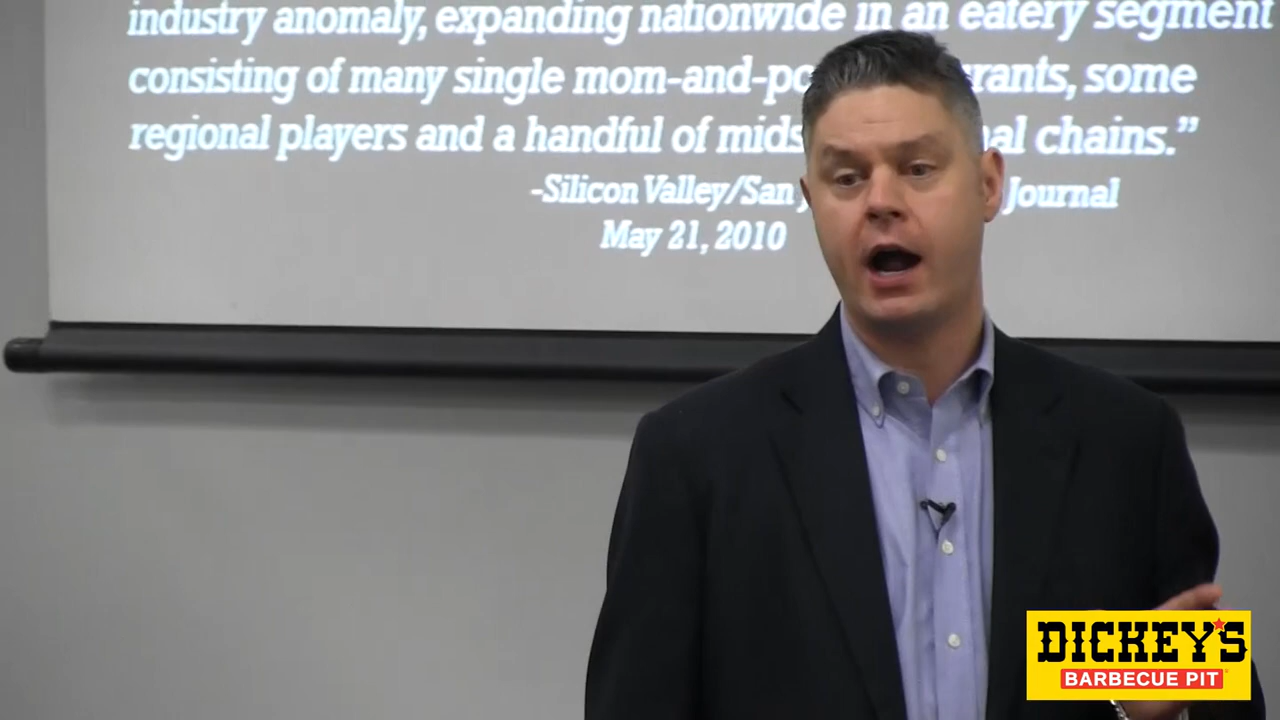 industry anomaly, expanding nationwide in an eatery segment
consisting of many single mom-and-po rants, some
regional players and a handful of mids al chains.”
-Silicon Valley/San Journal
May 21, 2010
DICKEY'S
BARBECUE PIT